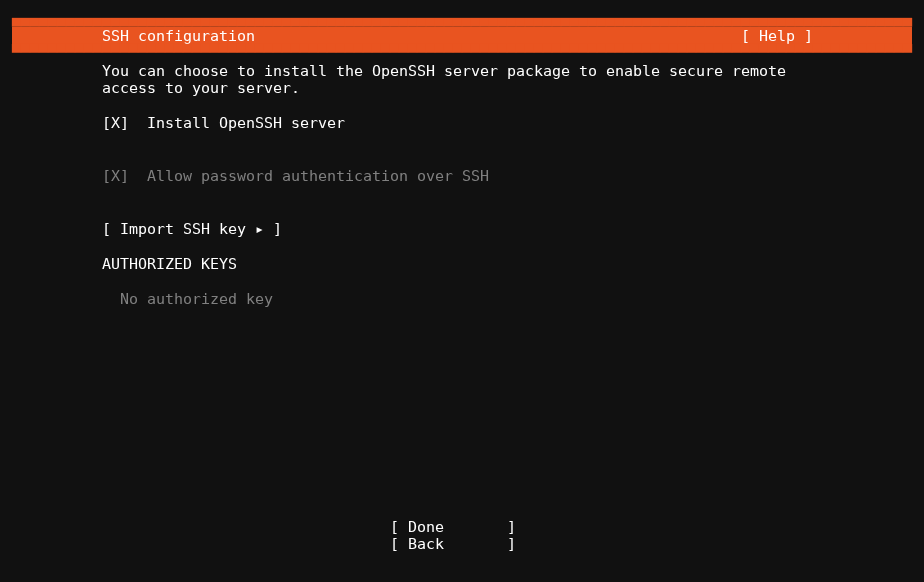 SSH configuration [ Help ]
You can choose to install the OpenSSH server package to enable secure remote
access to your server.
[X] Install OpenSSH server
[X] Allow password authentication over SSH
[ Import SSH key ▸ ]
AUTHORIZED KEYS
No authorized key
[ Done ]
[ Back ]